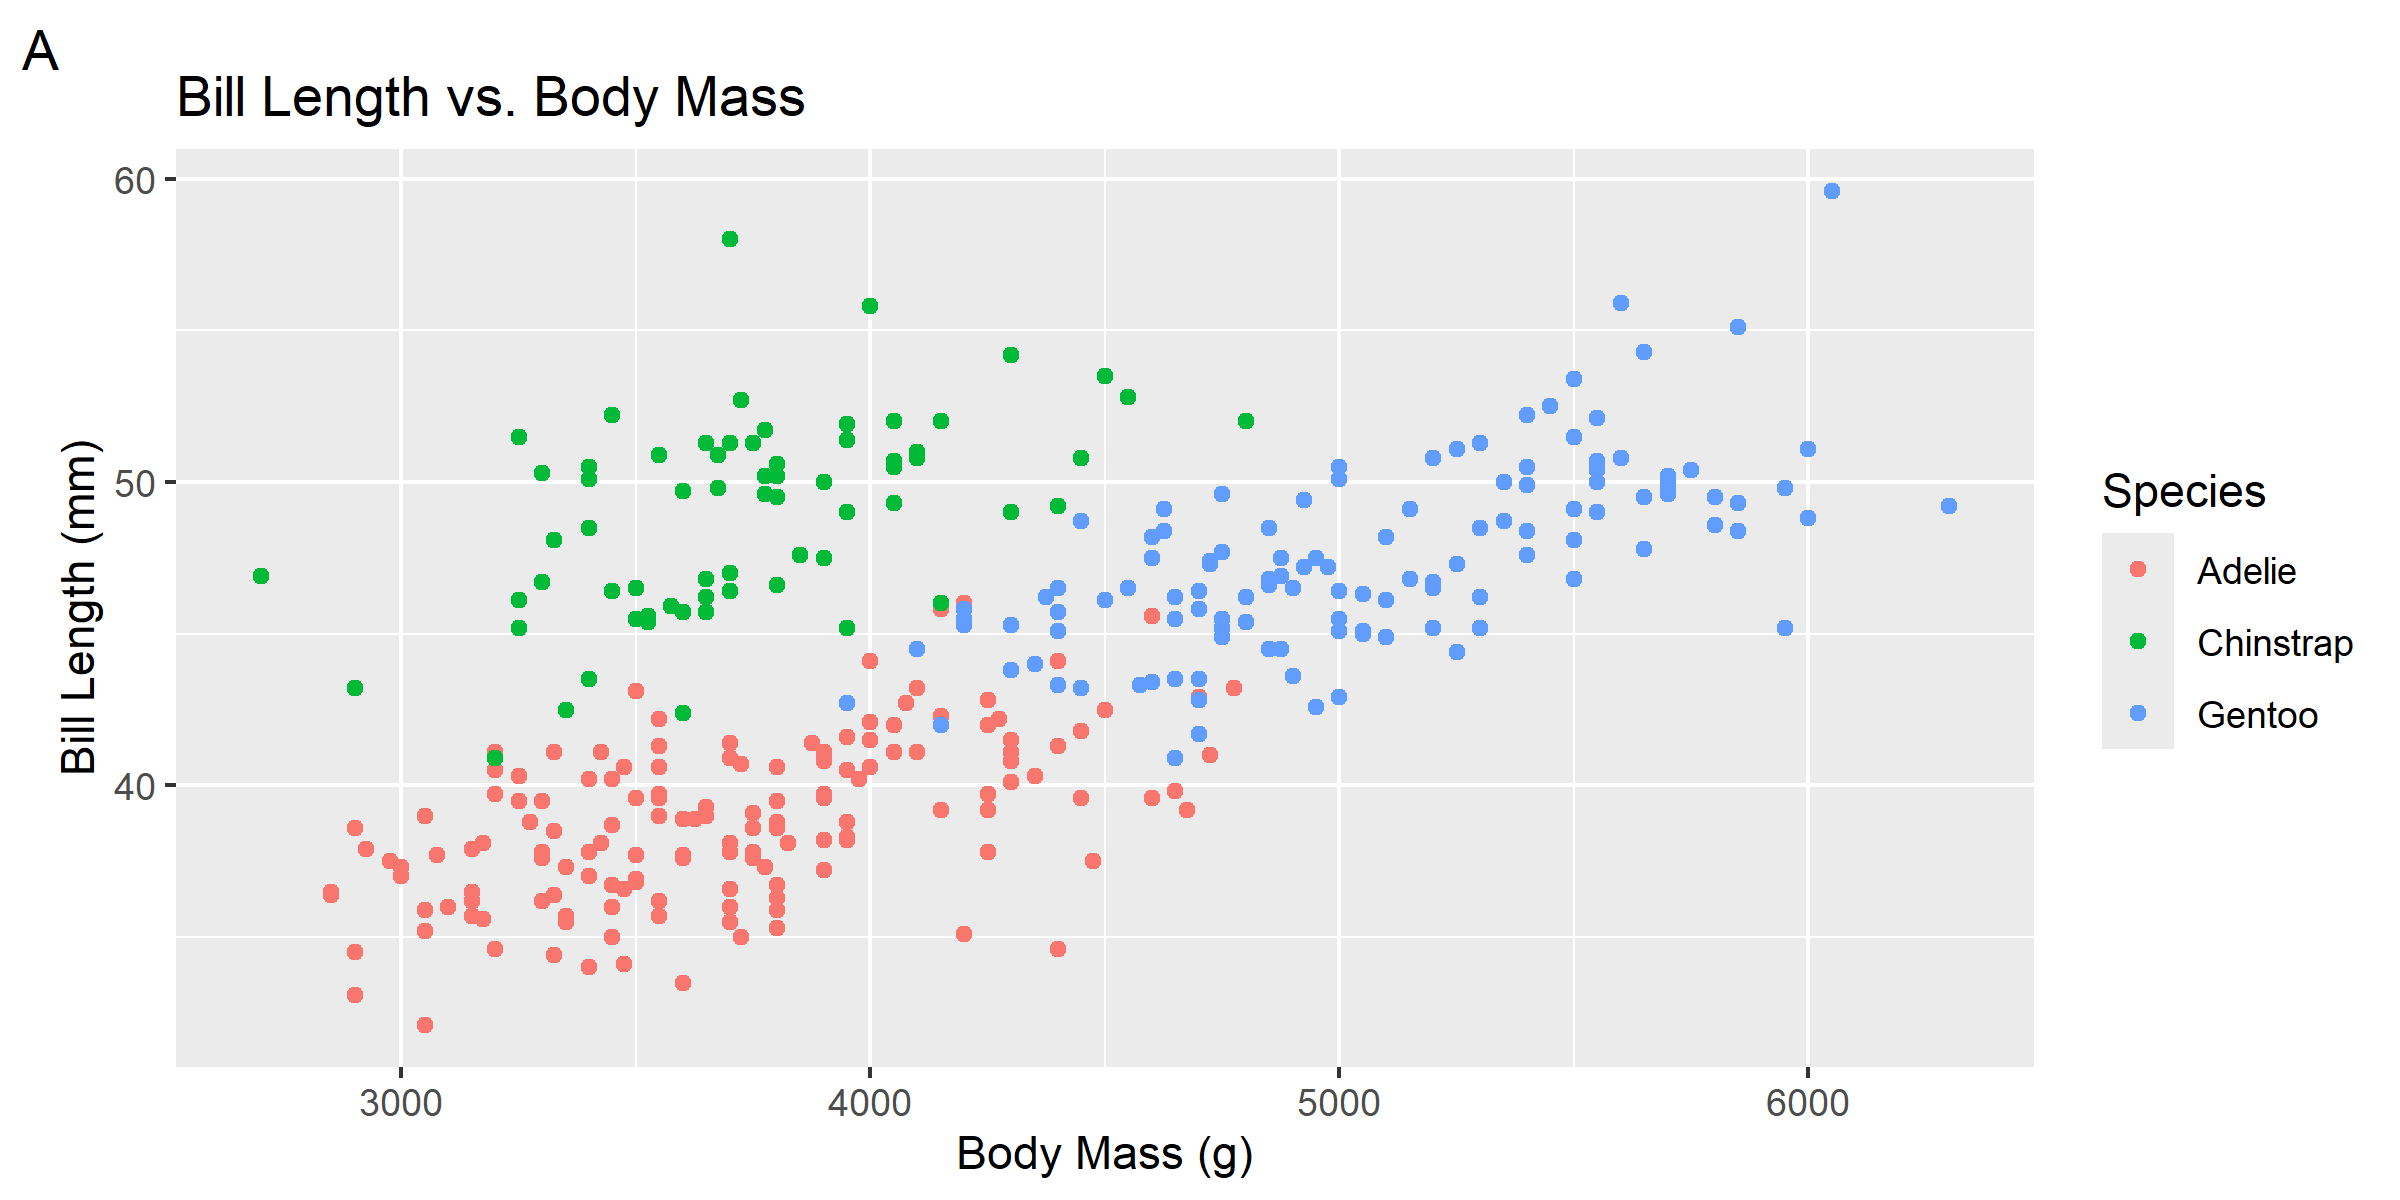 A
Bill Length vs. Body Mass
60
50
40
Bill Length (mm)
3000 4000 5000 6000
Body Mass (g)
Species
Adelie
Chinstrap
Gentoo